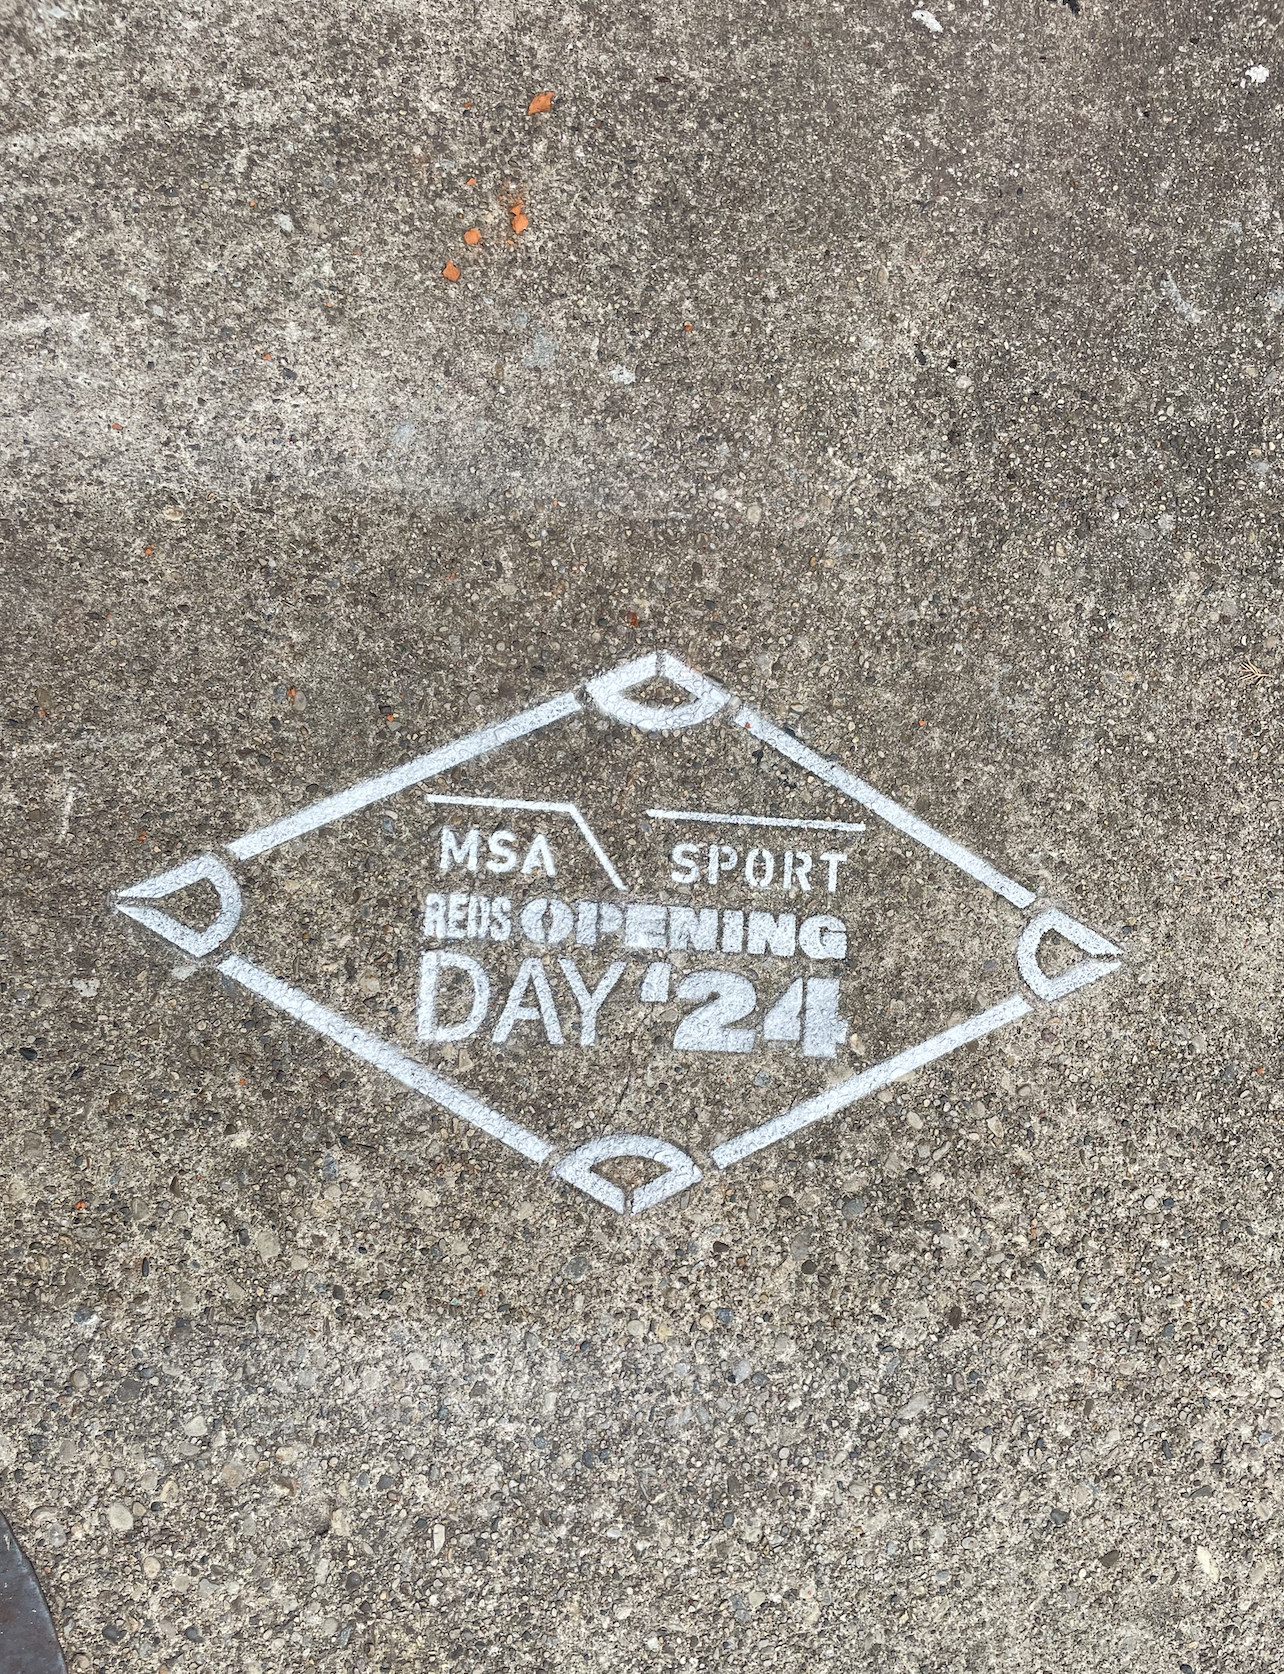 MSA SPORT
REDS OPENING
DAY '24